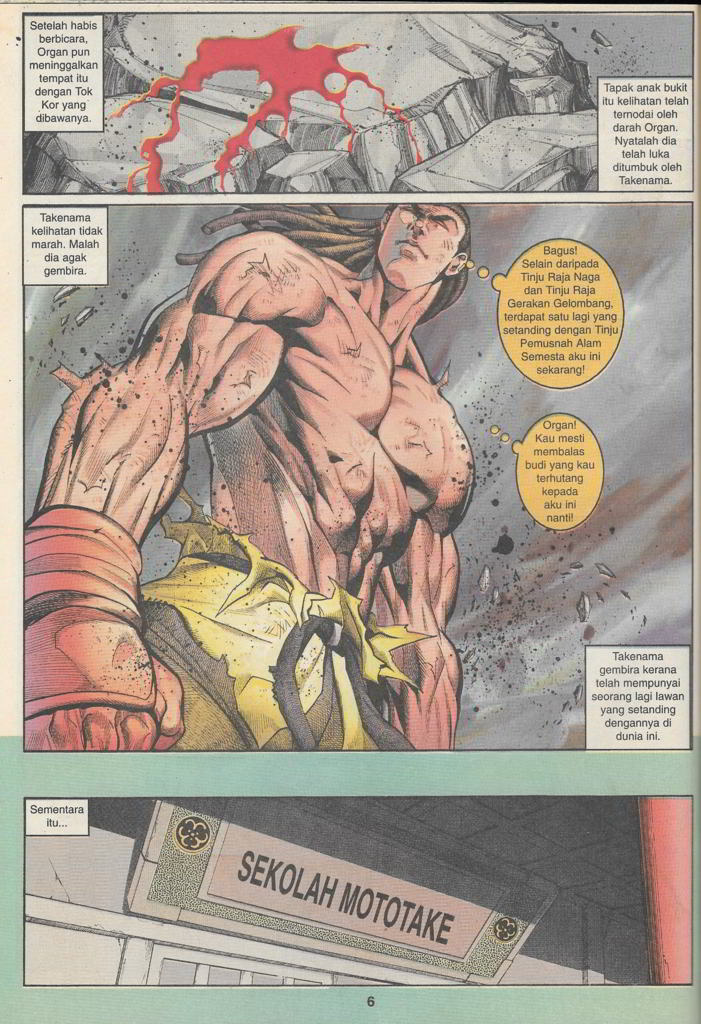 Setelah habis
berbicara,
Organ pun
meninggalkan
tempat itu
dengan Tok
Kor yang
dibawanya.
Tapak anak bukit
itu kelihatan telah
ternodai oleh
darah Organ.
Nyatalah dia
telah luka
ditumbuk oleh
Takenama.
Takenama
kelihatan tidak
marah. Malah
dia agak
gembira.
Bagus!
Selain daripada
Tinju Raja Naga
dan Tinju Raja
Gerakan Gelombang,
terdapat satu lagi yang
setanding dengan Tinju
Pemusnah Alam
Semesta aku ini
sekarang!
Organ!
Kau mesti
membalas
budi yang kau
terhutang
kepada
aku ini
nanti!
Takenama
gembira kerana
telah mempunyai
seorang lagi lawan
yang setanding
dengannya di
dunia ini.
Sementara
itu...
SEKOLAH MOTOTAKE
6